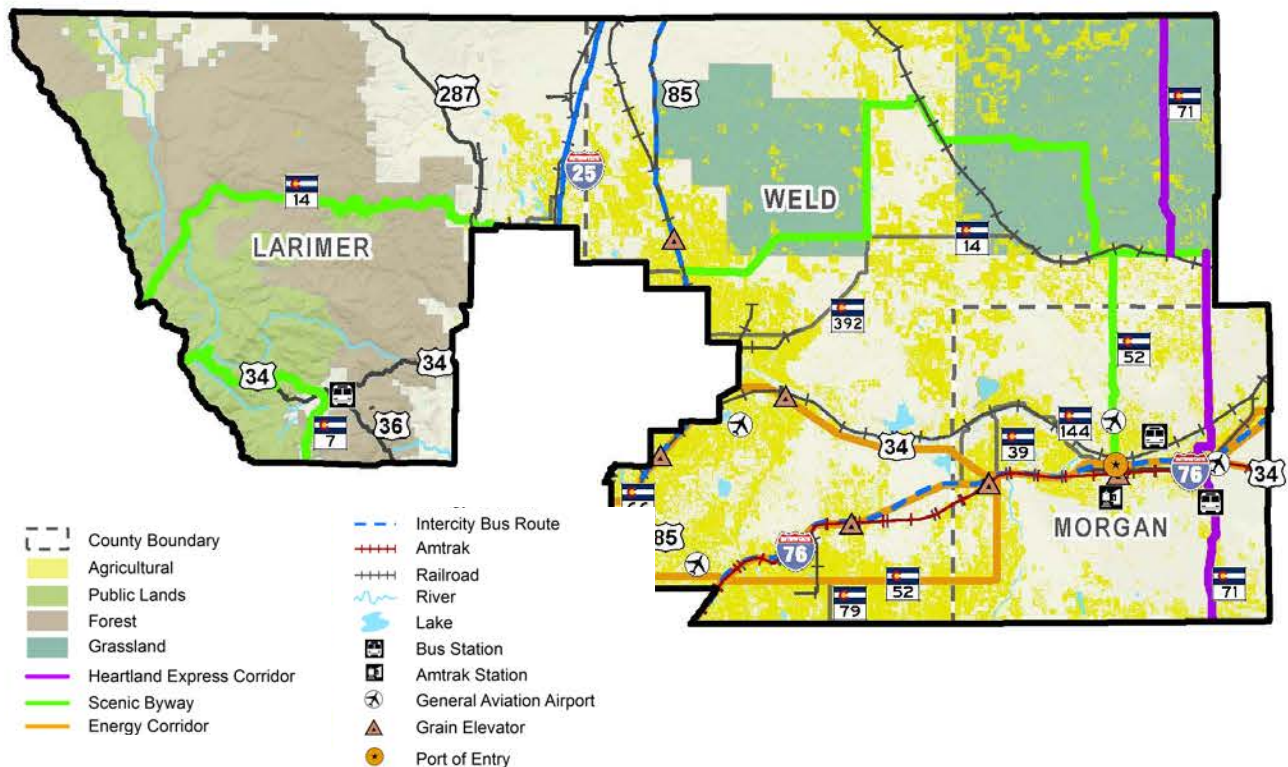 287
85
71
25
14
WELD
LARIMER
14
392
34
34
52
7
36
34
39
144
76
34
MORGAN
85
76
52
79
71
County Boundary
Agricultural
Public Lands
Forest
Grassland
Heartland Express Corridor
Scenic Byway
Energy Corridor
Intercity Bus Route
Amtrak
Railroad
River
Lake
Bus Station
Amtrak Station
General Aviation Airport
Grain Elevator
Port of Entry